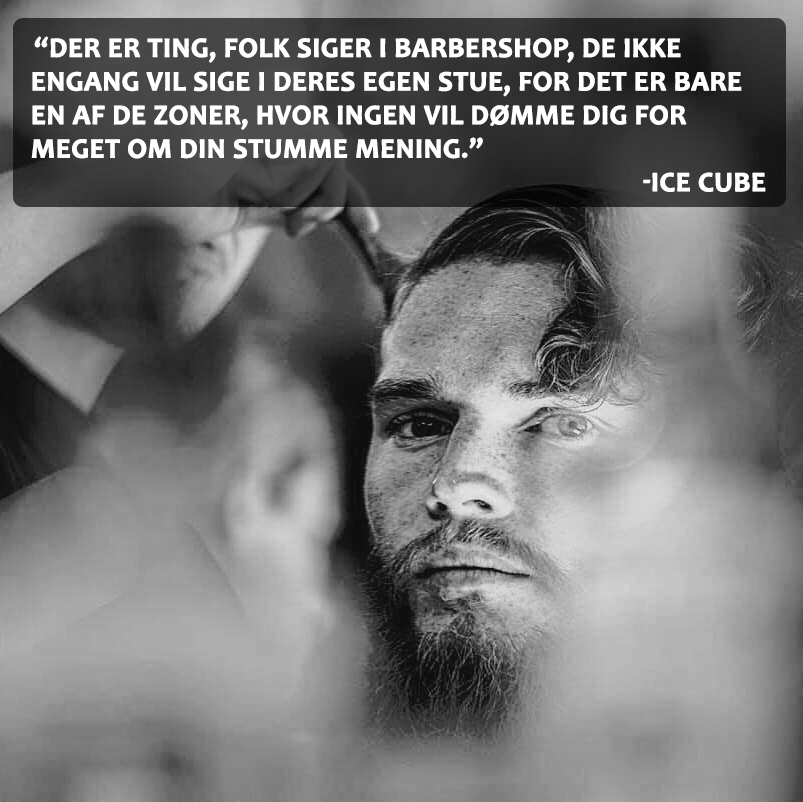 “DER ER TING, FOLK SIGER I BARBERSHOP, DE IKKE
ENGANG VIL SIGE I DERES EGEN STUE, FOR DET ER BARE
EN AF DE ZONER, HVOR INGEN VIL DØMME DIG FOR
MEGET OM DIN STUMME MENING.”
-ICE CUBE